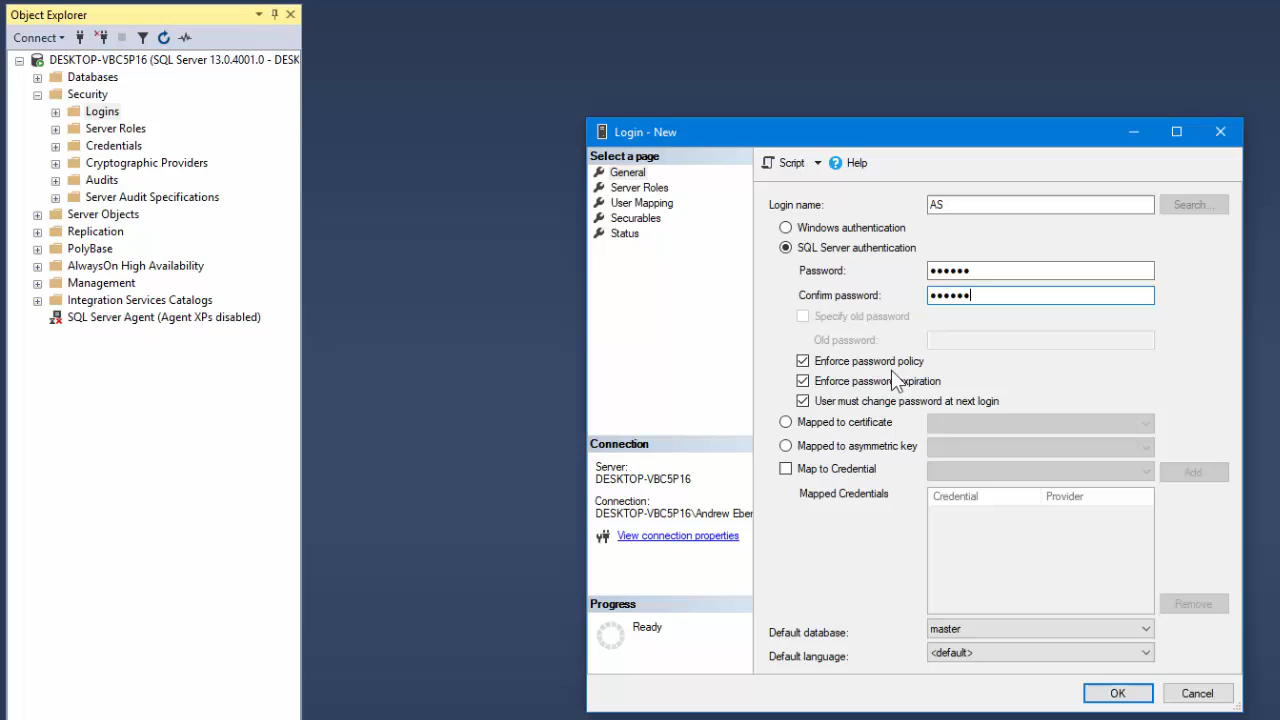 Object Explorer
Connect
DESKTOP-VBC5P16 (SQL Server 13.0.4001.0 - DESK
Databases
Security
Logins
Server Roles
Credentials
Cryptographic Providers
Audits
Server Audit Specifications
Server Objects
Replication
PolyBase
AlwaysOn High Availability
Management
Integration Services Catalogs
SQL Server Agent (Agent XPs disabled)
Login - New
Select a page
General
Server Roles
User Mapping
Securables
Status
Connection
Server:
DESKTOP-VBC5P16
Connection:
DESKTOP-VBC5P16\Andrew Eber
View connection properties
Progress
Ready
Script
Help
Login name: AS Search...
Windows authentication
SQL Server authentication
Password: ●●●●●●
Confirm password: ●●●●●●
Specify old password
Old password:
Enforce password policy
Enforce password expiration
User must change password at next login
Mapped to certificate
Mapped to asymmetric key
Map to Credential Add
Mapped Credentials Credential Provider
Remove
Default database: master
Default language: <default>
OK Cancel